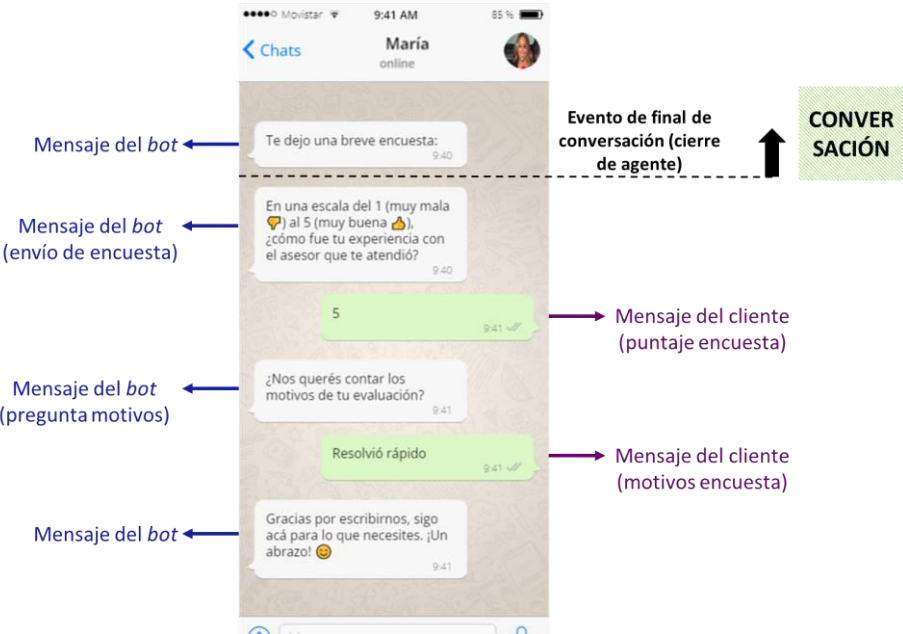 Movistar 9:41 AM 85 %
Chats
María
online
Mensaje del bot
Te dejo una breve encuesta:
9:40
Evento de final de
conversación (cierre
de agente)
CONVER
SACIÓN
Mensaje del bot
(envío de encuesta)
En una escala del 1 (muy mala
👎) al 5 (muy buena 👍),
¿cómo fue tu experiencia con
el asesor que te atendió?
9:40
5
9:41
Mensaje del cliente
(puntaje encuesta)
Mensaje del bot
(pregunta motivos)
¿Nos querés contar los
motivos de tu evaluación?
9:41
Resolvió rápido
9:41
Mensaje del cliente
(motivos encuesta)
Mensaje del bot
Gracias por escribirnos, sigo
acá para lo que necesites. ¡Un
abrazo! 😊
9:41